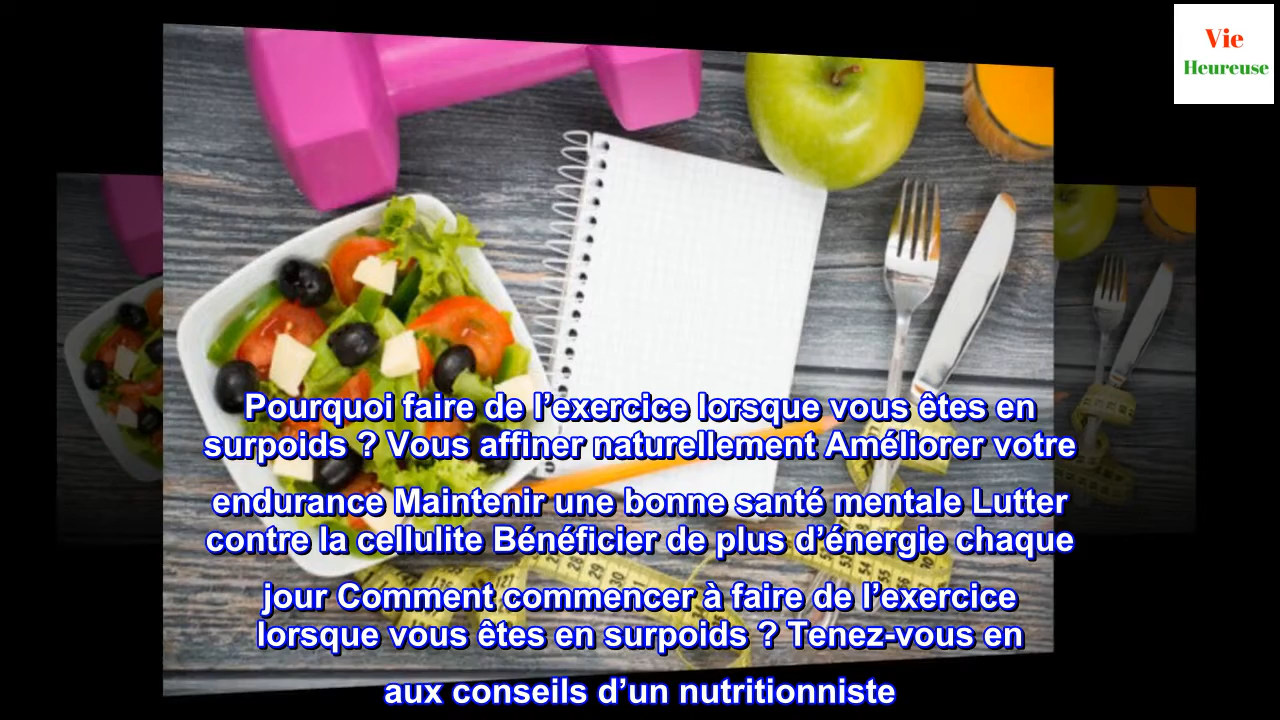 Vie
Heureuse
Pourquoi faire de l’exercice lorsque vous êtes en
surpoids ? Vous affiner naturellement Améliorer votre
endurance Maintenir une bonne santé mentale Lutter
contre la cellulite Bénéficier de plus d’énergie chaque
jour Comment commencer à faire de l’exercice
lorsque vous êtes en surpoids ? Tenez-vous en
aux conseils d’un nutritionniste